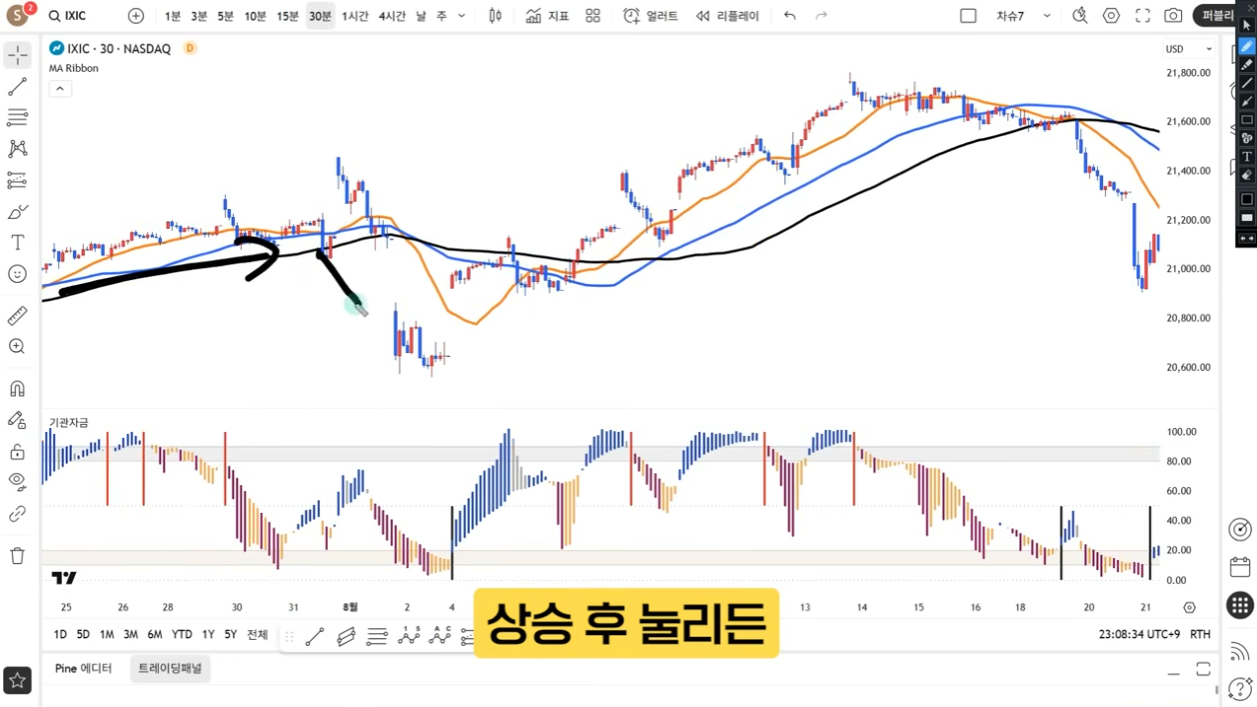 S 2 IXIC 1분 3분 5분 10분 15분 30분 1시간 4시간 날 주 지표 얼러트 리플레이 차슈7 퍼블리
IXIC · 30 · NASDAQ D
MA Ribbon
USD
21,800.00
21,600.00
21,400.00
21,200.00
21,000.00
20,800.00
20,600.00
기관자금
100.00
80.00
60.00
40.00
20.00
0.00
25 26 28 30 31 8월 2 4 13 14 15 16 18 20 21
상승 후 눌리든
1D 5D 1M 3M 6M YTD 1Y 5Y 전체
23:08:34 UTC+9 RTH
Pine 에디터 트레이딩패널